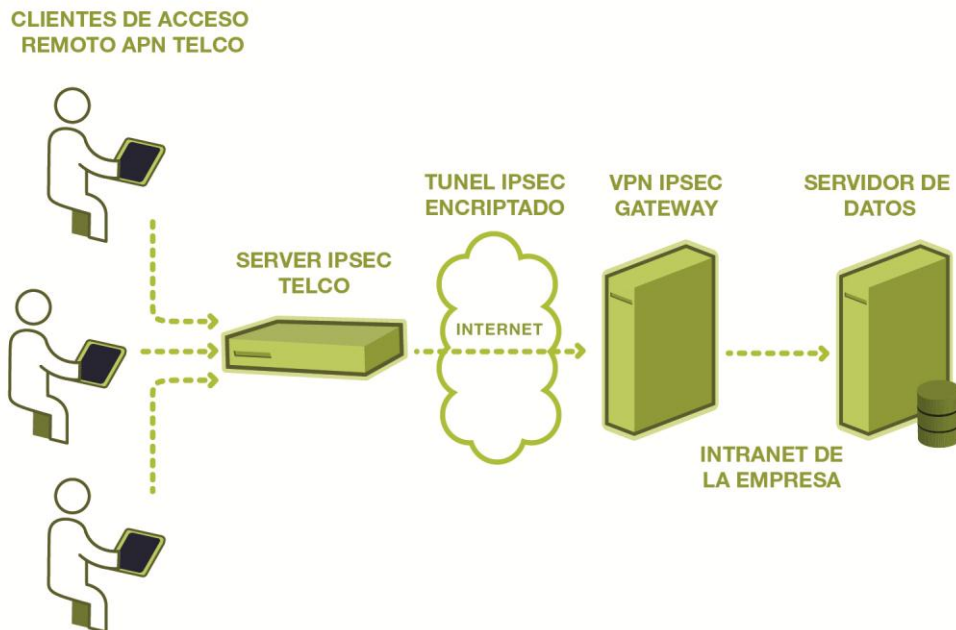 CLIENTES DE ACCESO
REMOTO APN TELCO
SERVER IPSEC
TELCO
TUNEL IPSEC
ENCRIPTADO
INTERNET
VPN IPSEC
GATEWAY
SERVIDOR DE
DATOS
INTRANET DE
LA EMPRESA